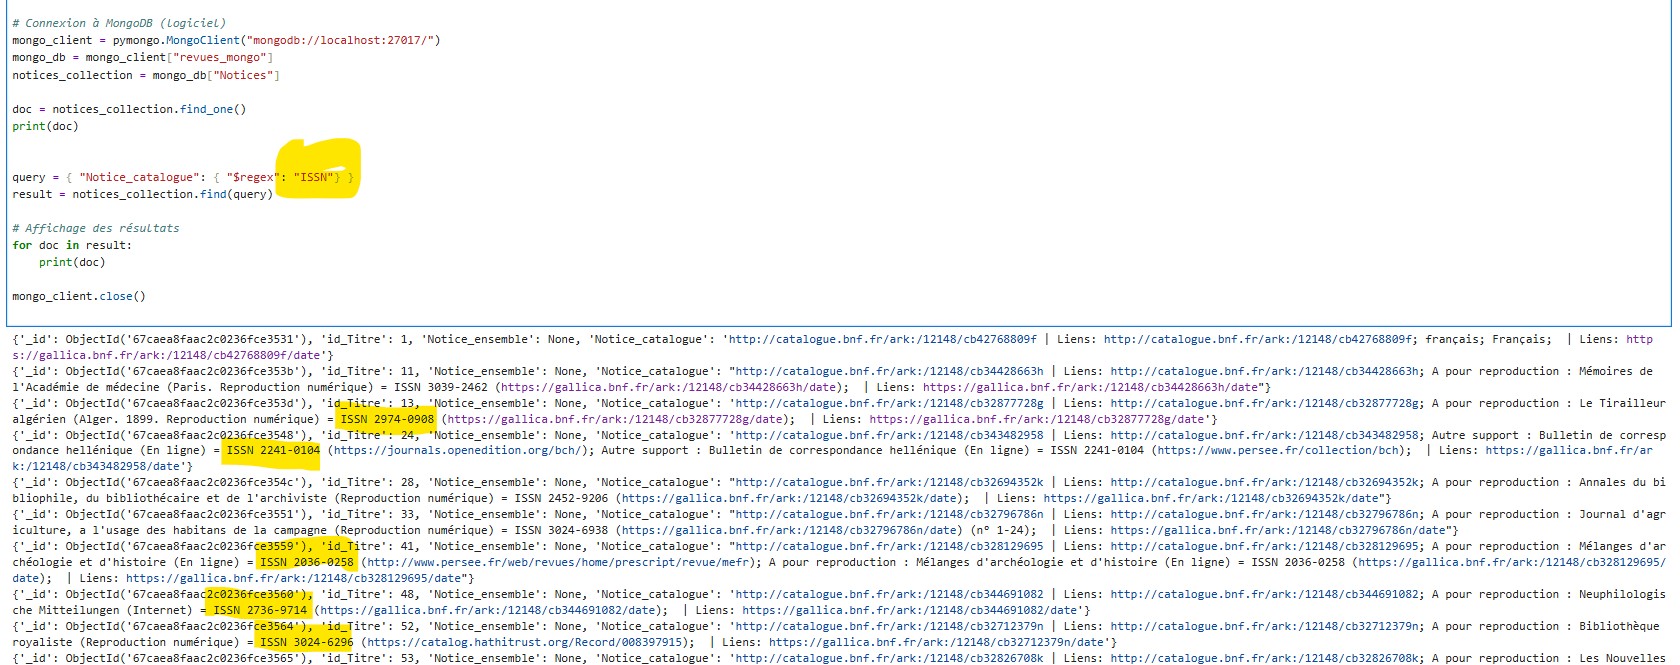 # Connexion à MongoDB (logiciel)
mongo_client = pymongo.MongoClient("mongodb://localhost:27017/")
mongo_db = mongo_client["revues_mongo"]
notices_collection = mongo_db["Notices"]
doc = notices_collection.find_one()
print(doc)
query = { "Notice_catalogue": { "$regex": "ISSN"} }
result = notices_collection.find(query)
# Affichage des résultats
for doc in result:
    print(doc)
mongo_client.close()
{'_id': ObjectId('67caea8faac2c0236fce3531'), 'id_Titre': 1, 'Notice_ensemble': None, 'Notice_catalogue': 'http://catalogue.bnf.fr/ark:/12148/cb42768809f | Liens: http://catalogue.bnf.fr/ark:/12148/cb42768809f; français; Français;  | Liens: http
s://gallica.bnf.fr/ark:/12148/cb42768809f/date'}
{'_id': ObjectId('67caea8faac2c0236fce353b'), 'id_Titre': 11, 'Notice_ensemble': None, 'Notice_catalogue': "http://catalogue.bnf.fr/ark:/12148/cb34428663h | Liens: http://catalogue.bnf.fr/ark:/12148/cb34428663h; A pour reproduction : Mémoires de
l'Académie de médecine (Paris. Reproduction numérique) = ISSN 3039-2462 (https://gallica.bnf.fr/ark:/12148/cb34428663h/date);  | Liens: https://gallica.bnf.fr/ark:/12148/cb34428663h/date"}
{'_id': ObjectId('67caea8faac2c0236fce353d'), 'id_Titre': 13, 'Notice_ensemble': None, 'Notice_catalogue': 'http://catalogue.bnf.fr/ark:/12148/cb32877728g | Liens: http://catalogue.bnf.fr/ark:/12148/cb32877728g; A pour reproduction : Le Tirailleur
algérien (Alger. 1899. Reproduction numérique) = ISSN 2974-0908 (https://gallica.bnf.fr/ark:/12148/cb32877728g/date);  | Liens: https://gallica.bnf.fr/ark:/12148/cb32877728g/date'}
{'_id': ObjectId('67caea8faac2c0236fce3548'), 'id_Titre': 24, 'Notice_ensemble': None, 'Notice_catalogue': 'http://catalogue.bnf.fr/ark:/12148/cb343482958 | Liens: http://catalogue.bnf.fr/ark:/12148/cb343482958; Autre support : Bulletin de corresp
ondance hellénique (En ligne) = ISSN 2241-0104 (https://journals.openedition.org/bch/); Autre support : Bulletin de correspondance hellénique (En ligne) = ISSN 2241-0104 (https://www.persee.fr/collection/bch);  | Liens: https://gallica.bnf.fr/ar
k:/12148/cb343482958/date'}
{'_id': ObjectId('67caea8faac2c0236fce354c'), 'id_Titre': 28, 'Notice_ensemble': None, 'Notice_catalogue': "http://catalogue.bnf.fr/ark:/12148/cb32694352k | Liens: http://catalogue.bnf.fr/ark:/12148/cb32694352k; A pour reproduction : Annales du bi
bliophile, du bibliothécaire et de l'archiviste (Reproduction numérique) = ISSN 2452-9206 (https://gallica.bnf.fr/ark:/12148/cb32694352k/date);  | Liens: https://gallica.bnf.fr/ark:/12148/cb32694352k/date"}
{'_id': ObjectId('67caea8faac2c0236fce3551'), 'id_Titre': 33, 'Notice_ensemble': None, 'Notice_catalogue': "http://catalogue.bnf.fr/ark:/12148/cb32796786n | Liens: http://catalogue.bnf.fr/ark:/12148/cb32796786n; A pour reproduction : Journal d'agr
iculture, a l'usage des habitans de la campagne (Reproduction numérique) = ISSN 3024-6938 (https://gallica.bnf.fr/ark:/12148/cb32796786n/date) (n° 1-24);  | Liens: https://gallica.bnf.fr/ark:/12148/cb32796786n/date"}
{'_id': ObjectId('67caea8faac2c0236fce3559'), 'id_Titre': 41, 'Notice_ensemble': None, 'Notice_catalogue': "http://catalogue.bnf.fr/ark:/12148/cb328129695 | Liens: http://catalogue.bnf.fr/ark:/12148/cb328129695; A pour reproduction : Mélanges d'ar
chéologie et d'histoire (En ligne) = ISSN 2036-0258 (http://www.persee.fr/web/revues/home/prescript/revue/mefr); A pour reproduction : Mélanges d'archéologie et d'histoire (En ligne) = ISSN 2036-0258 (https://gallica.bnf.fr/ark:/12148/cb328129695/
date);  | Liens: https://gallica.bnf.fr/ark:/12148/cb328129695/date"}
{'_id': ObjectId('67caea8faac2c0236fce3560'), 'id_Titre': 48, 'Notice_ensemble': None, 'Notice_catalogue': 'http://catalogue.bnf.fr/ark:/12148/cb344691082 | Liens: http://catalogue.bnf.fr/ark:/12148/cb344691082; A pour reproduction : Neuphilologis
che Mitteilungen (Internet) = ISSN 2736-9714 (https://gallica.bnf.fr/ark:/12148/cb344691082/date);  | Liens: https://gallica.bnf.fr/ark:/12148/cb344691082/date'}
{'_id': ObjectId('67caea8faac2c0236fce3564'), 'id_Titre': 52, 'Notice_ensemble': None, 'Notice_catalogue': 'http://catalogue.bnf.fr/ark:/12148/cb32712379n | Liens: http://catalogue.bnf.fr/ark:/12148/cb32712379n; A pour reproduction : Bibliothèque
royaliste (Reproduction numérique) = ISSN 3024-6296 (https://catalog.hathitrust.org/Record/008397915);  | Liens: https://gallica.bnf.fr/ark:/12148/cb32712379n/date'}
{'_id': ObjectId('67caea8faac2c0236fce3565'), 'id_Titre': 53, 'Notice_ensemble': None, 'Notice_catalogue': 'http://catalogue.bnf.fr/ark:/12148/cb32826708k | Liens: http://catalogue.bnf.fr/ark:/12148/cb32826708k; A pour reproduction : Les Nouvelles